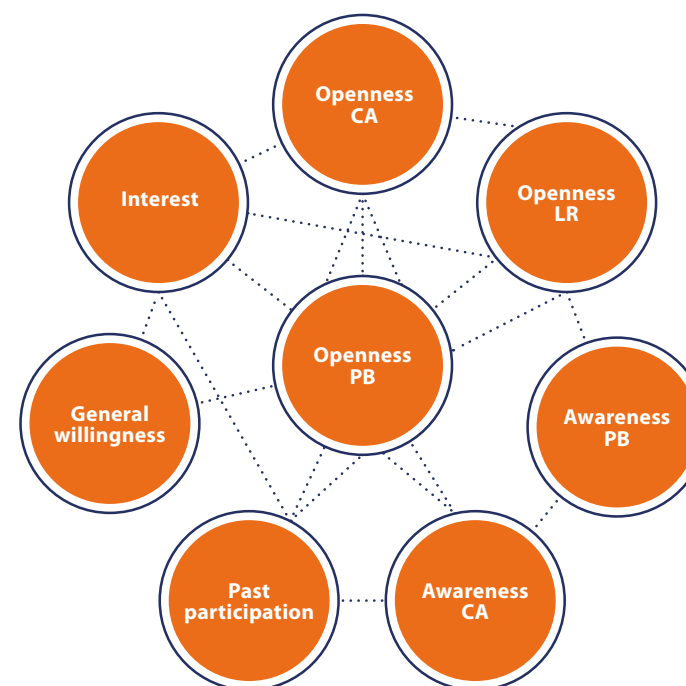 Openness
CA
Interest
Openness
LR
Openness
PB
General
willingness
Awareness
PB
Past
participation
Awareness
CA